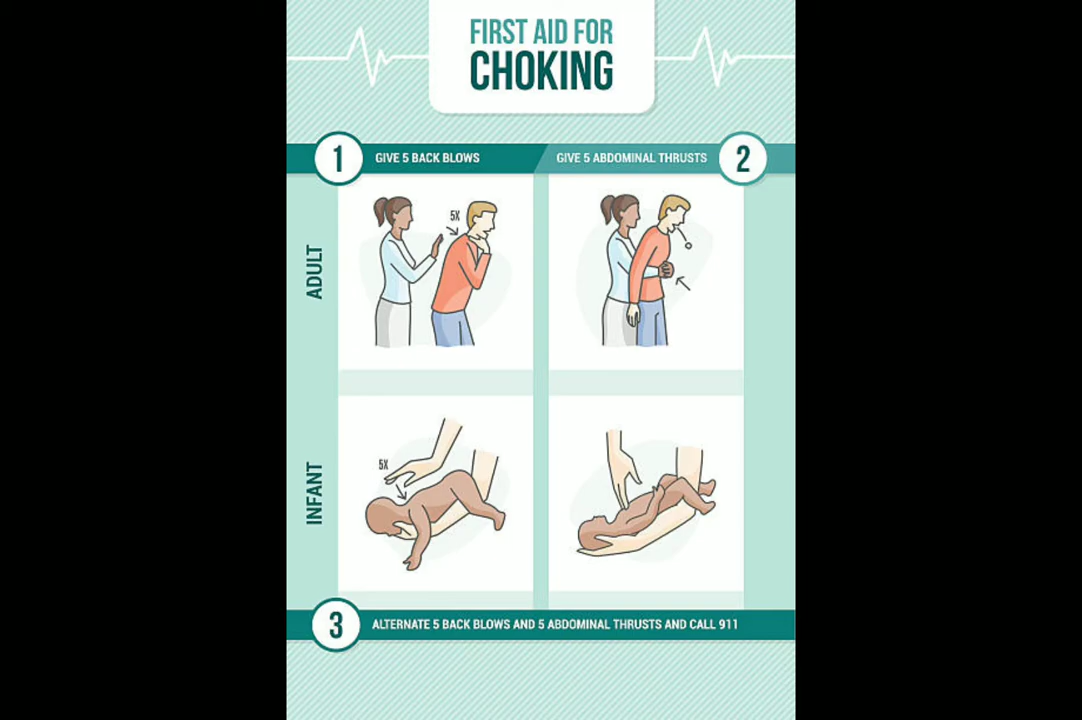 FIRST AID FOR
CHOKING
1 GIVE 5 BACK BLOWS
GIVE 5 ABDOMINAL THRUSTS 2
ADULT
5X
INFANT
5X
3 ALTERNATE 5 BACK BLOWS AND 5 ABDOMINAL THRUSTS AND CALL 911